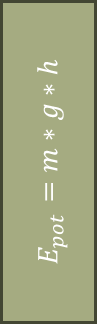 E_pot = m * g * h